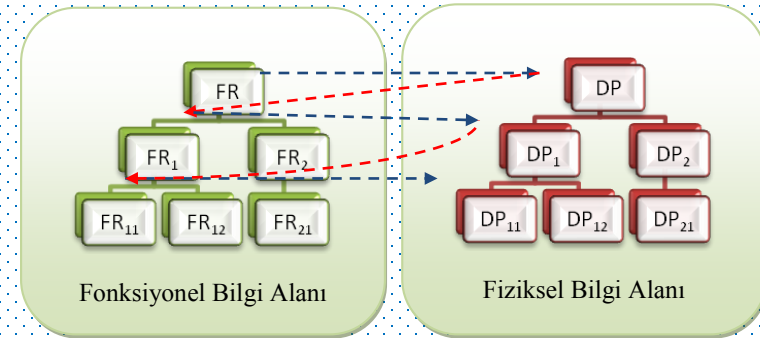 FR
FR₁ FR₂
FR₁₁ FR₁₂ FR₂₁
Fonksiyonel Bilgi Alanı
DP
DP₁ DP₂
DP₁₁ DP₁₂ DP₂₁
Fiziksel Bilgi Alanı